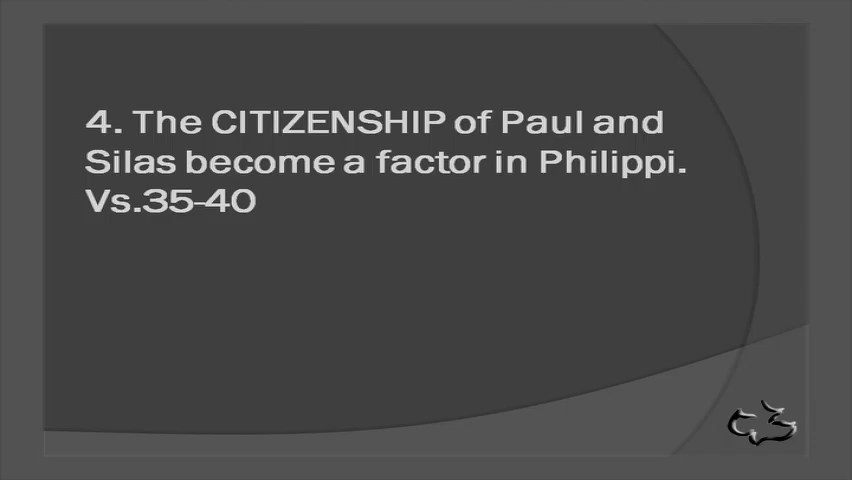 4. The CITIZENSHIP of Paul and
Silas become a factor in Philippi.
Vs.35-40